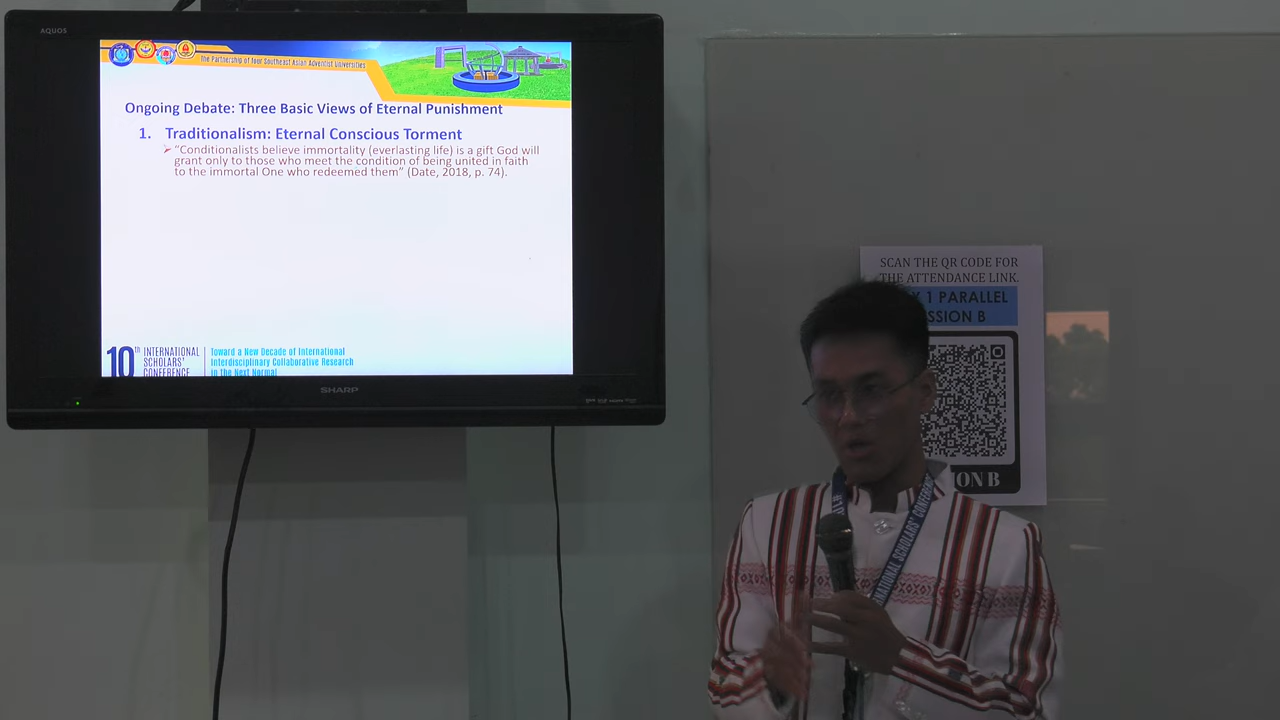 AQUOS
The Partnership of Four Southeast Asian Adventist Universities
Ongoing Debate: Three Basic Views of Eternal Punishment
1. Traditionalism: Eternal Conscious Torment
“Conditionalists believe immortality (everlasting life) is a gift God will
grant only to those who meet the condition of being united in faith
to the immortal One who redeemed them” (Date, 2018, p. 74).
10th INTERNATIONAL
SCHOLARS'
CONFERENCE
Toward a New Decade of International
Interdisciplinary Collaborative Research
in the Next Normal
SHARP
SCAN THE QR CODE FOR
THE ATTENDANCE LINK.
1 PARALLEL
SSION B
ION B
NATIONAL SCHOLARS' CONFERENCE